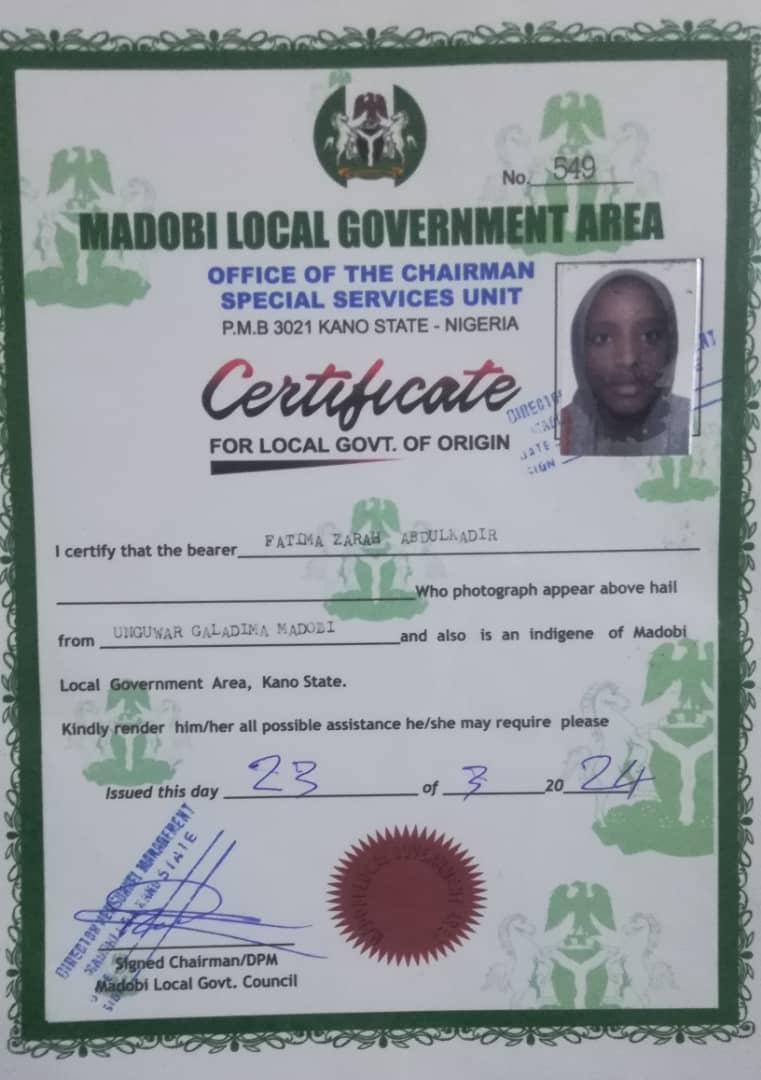 No. 549
MADOBI LOCAL GOVERNMENT AREA
OFFICE OF THE CHAIRMAN
SPECIAL SERVICES UNIT
P.M.B 3021 KANO STATE - NIGERIA
Certificate
FOR LOCAL GOVT. OF ORIGIN
I certify that the bearer FATIMA ZARAH ABDULKADIR
Who photograph appear above hail
from UNGUWAR GALADIMA MADOBI and also is an indigene of Madobi
Local Government Area, Kano State.
Kindly render him/her all possible assistance he/she may require please
Issued this day 23 of 3 2024
DIRECTOR MANAGEMENT
STATE
Signed Chairman/DPM
Madobi Local Govt. Council